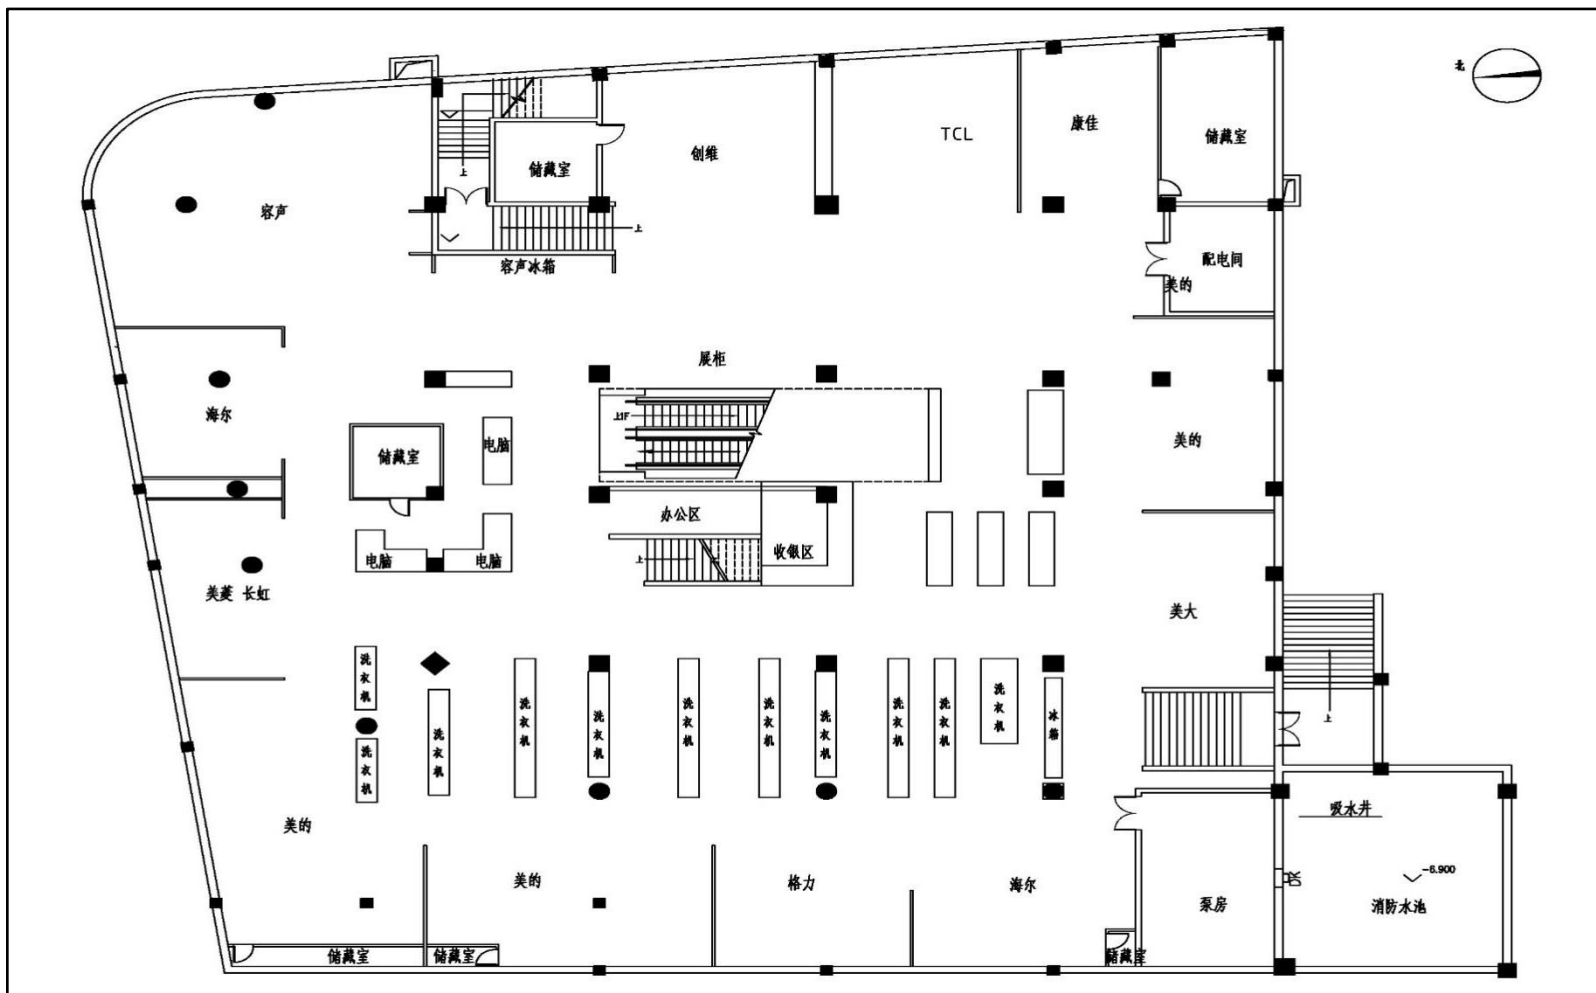 北
TCL
康佳
储藏室
创维
储藏室
上
容声
上
容声冰箱
配电间
美的
展柜
海尔
上1F
美的
电脑
储藏室
办公区
收银区
上
电脑
电脑
美菱 长虹
美大
洗衣机
洗衣机
洗衣机
洗衣机
洗衣机
洗衣机
洗衣机
洗衣机
洗衣机
洗衣机
洗衣机
冰箱
上
吸水井
美的
美的
格力
海尔
-6.900
DK
泵房
消防水池
储藏室
储藏室
储藏室